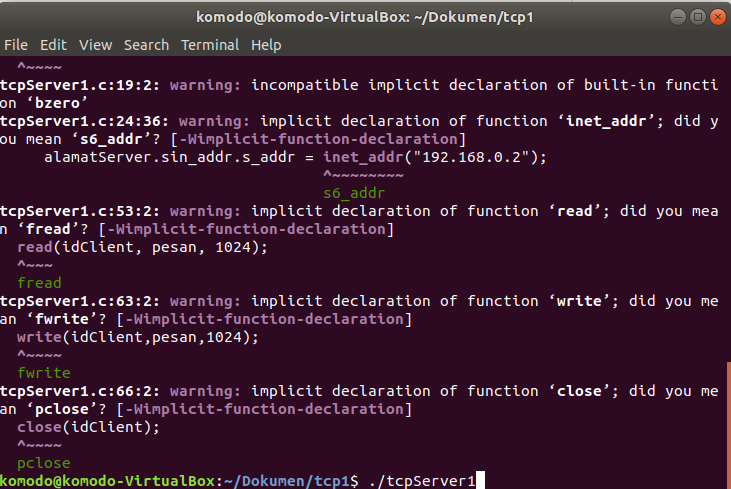 komodo@komodo-VirtualBox: ~/Dokumen/tcp1
File Edit View Search Terminal Help
^~~~~
tcpServer1.c:19:2: warning: incompatible implicit declaration of built-in functi
on ‘bzero’
tcpServer1.c:24:36: warning: implicit declaration of function ‘inet_addr’; did y
ou mean ‘s6_addr’? [-Wimplicit-function-declaration]
alamatServer.sin_addr.s_addr = inet_addr("192.168.0.2");
^~~~~~~~~
s6_addr
tcpServer1.c:53:2: warning: implicit declaration of function ‘read’; did you mea
n ‘fread’? [-Wimplicit-function-declaration]
read(idClient, pesan, 1024);
^~~~
fread
tcpServer1.c:63:2: warning: implicit declaration of function ‘write’; did you me
an ‘fwrite’? [-Wimplicit-function-declaration]
write(idClient,pesan,1024);
^~~~~
fwrite
tcpServer1.c:66:2: warning: implicit declaration of function ‘close’; did you me
an ‘pclose’? [-Wimplicit-function-declaration]
close(idClient);
^~~~~
pclose
komodo@komodo-VirtualBox:~/Dokumen/tcp1$ ./tcpServer1